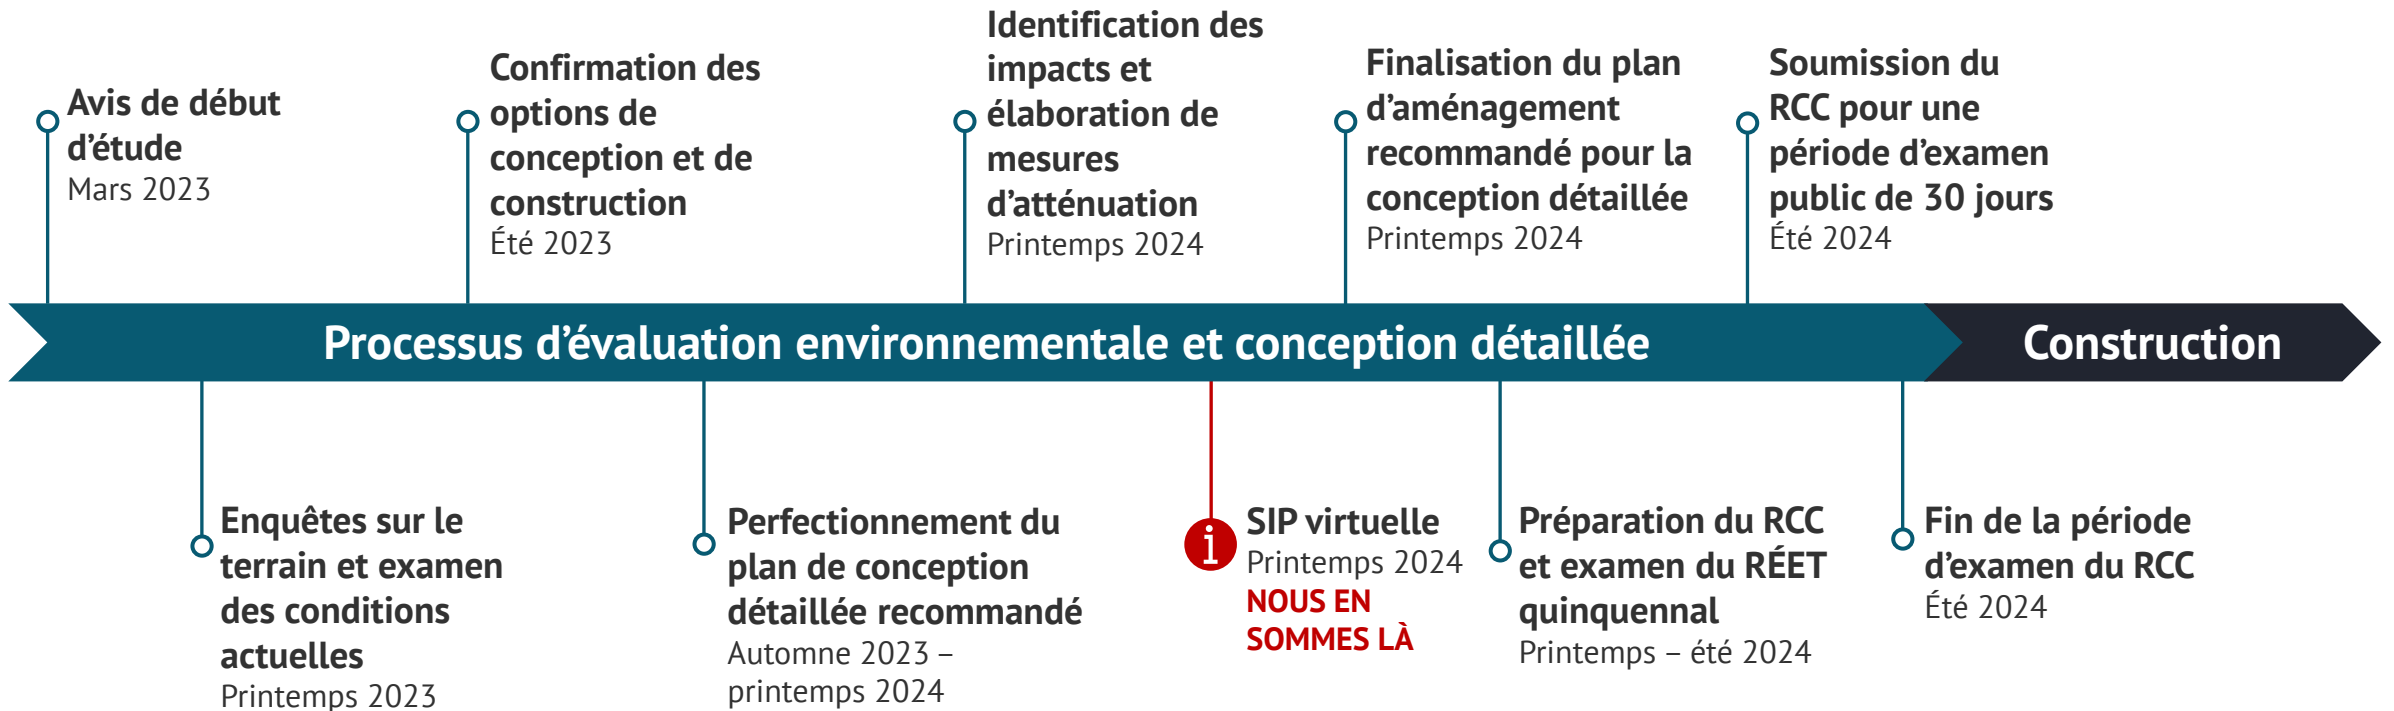 Avis de début
d’étude
Mars 2023
Confirmation des
options de
conception et de
construction
Été 2023
Identification des
impacts et
élaboration de
mesures
d’atténuation
Printemps 2024
Finalisation du plan
d’aménagement
recommandé pour la
conception détaillée
Printemps 2024
Soumission du
RCC pour une
période d’examen
public de 30 jours
Été 2024
Processus d’évaluation environnementale et conception détaillée
Construction
Enquêtes sur le
terrain et examen
des conditions
actuelles
Printemps 2023
Perfectionnement du
plan de conception
détaillée recommandé
Automne 2023 –
printemps 2024
i
SIP virtuelle
Printemps 2024
NOUS EN
SOMMES LÀ
Préparation du RCC
et examen du RÉET
quinquennal
Printemps – été 2024
Fin de la période
d’examen du RCC
Été 2024